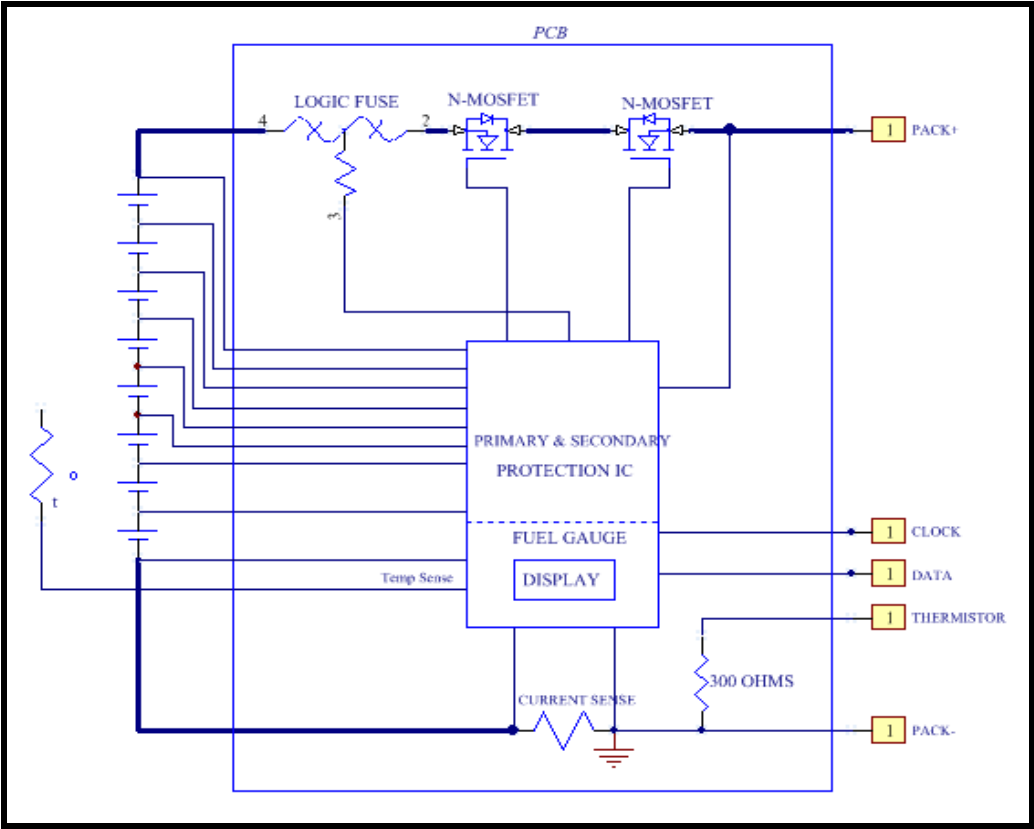 PCB
LOGIC FUSE
N-MOSFET
N-MOSFET
4
2
1
PACK+
3
PRIMARY & SECONDARY
PROTECTION IC
o
t
FUEL GAUGE
1
CLOCK
DISPLAY
Temp Sense
1
DATA
1
THERMISTOR
300 OHMS
CURRENT SENSE
1
PACK-